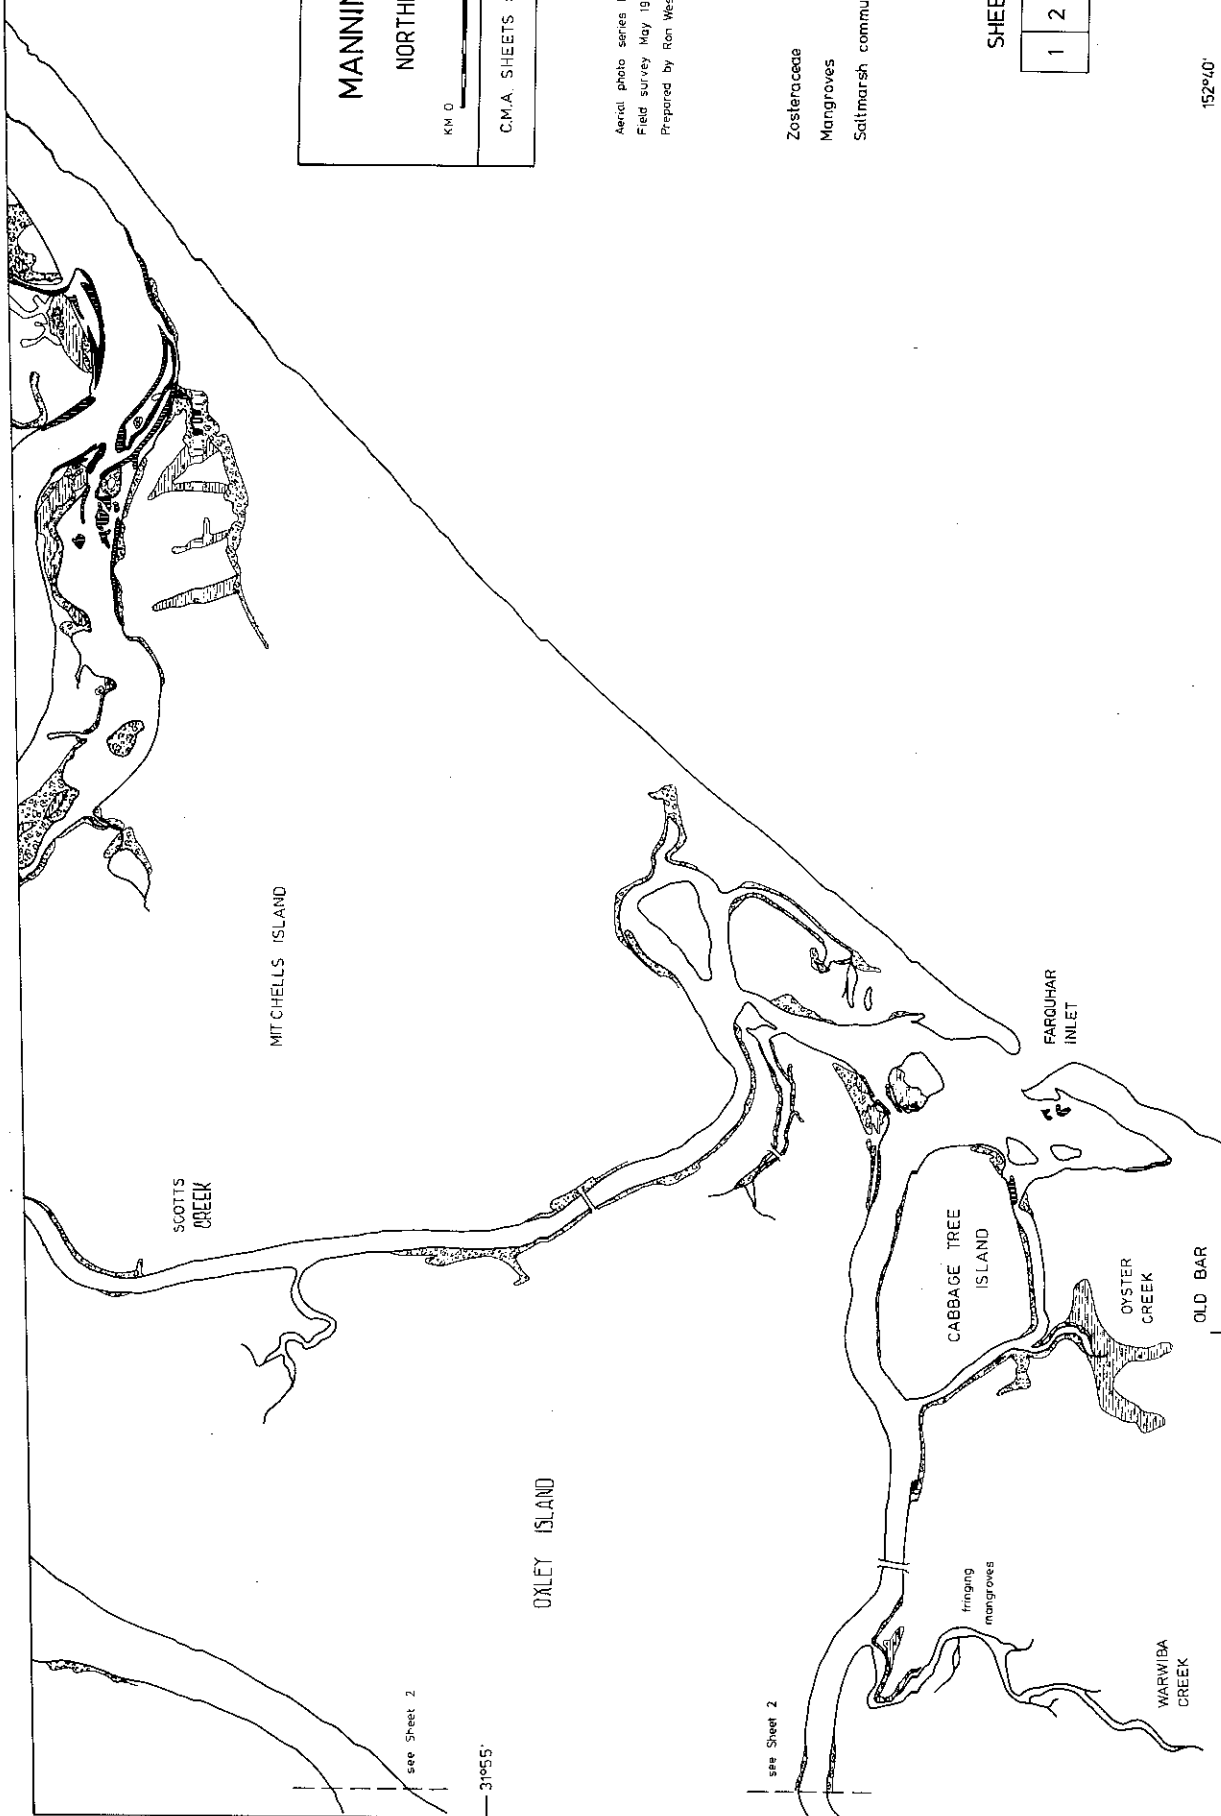 MANNIN
NORTH
KM 0
C.M.A. SHEETS :
Aerial photo series
Field survey May 19
Prepared by Ron Wes
Zosteraceae
Mangroves
Saltmarsh commu
SHEE
1 2
152°40'
MITCHELLS ISLAND
SCOTTS
CREEK
OXLEY ISLAND
see Sheet 2
31°55'
see Sheet 2
FARQUHAR
INLET
CABBAGE TREE
ISLAND
OYSTER
CREEK
OLD BAR
fringing
mangroves
WARWIBA
CREEK